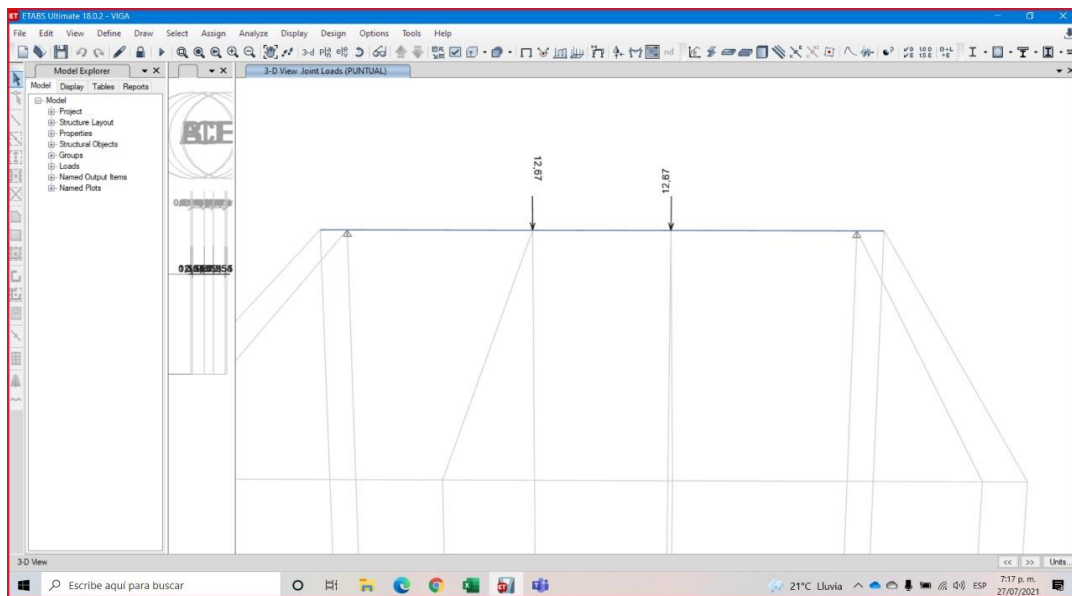 ETABS Ultimate 18.0.2 - VIGA
File Edit View Define Draw Select Assign Analyze Display Design Options Tools Help
3-d
nd
Model Explorer
3-D View Joint Loads (PUNTUAL)
Model Display Tables Reports
Model
Project
Structure Layout
Properties
Structural Objects
Groups
Loads
Named Output Items
Named Plots
12,67
12,67
3-D View
<< >> Units...
Escribe aquí para buscar
21°C Lluvia
ESP
7:17 p. m.
27/07/2021